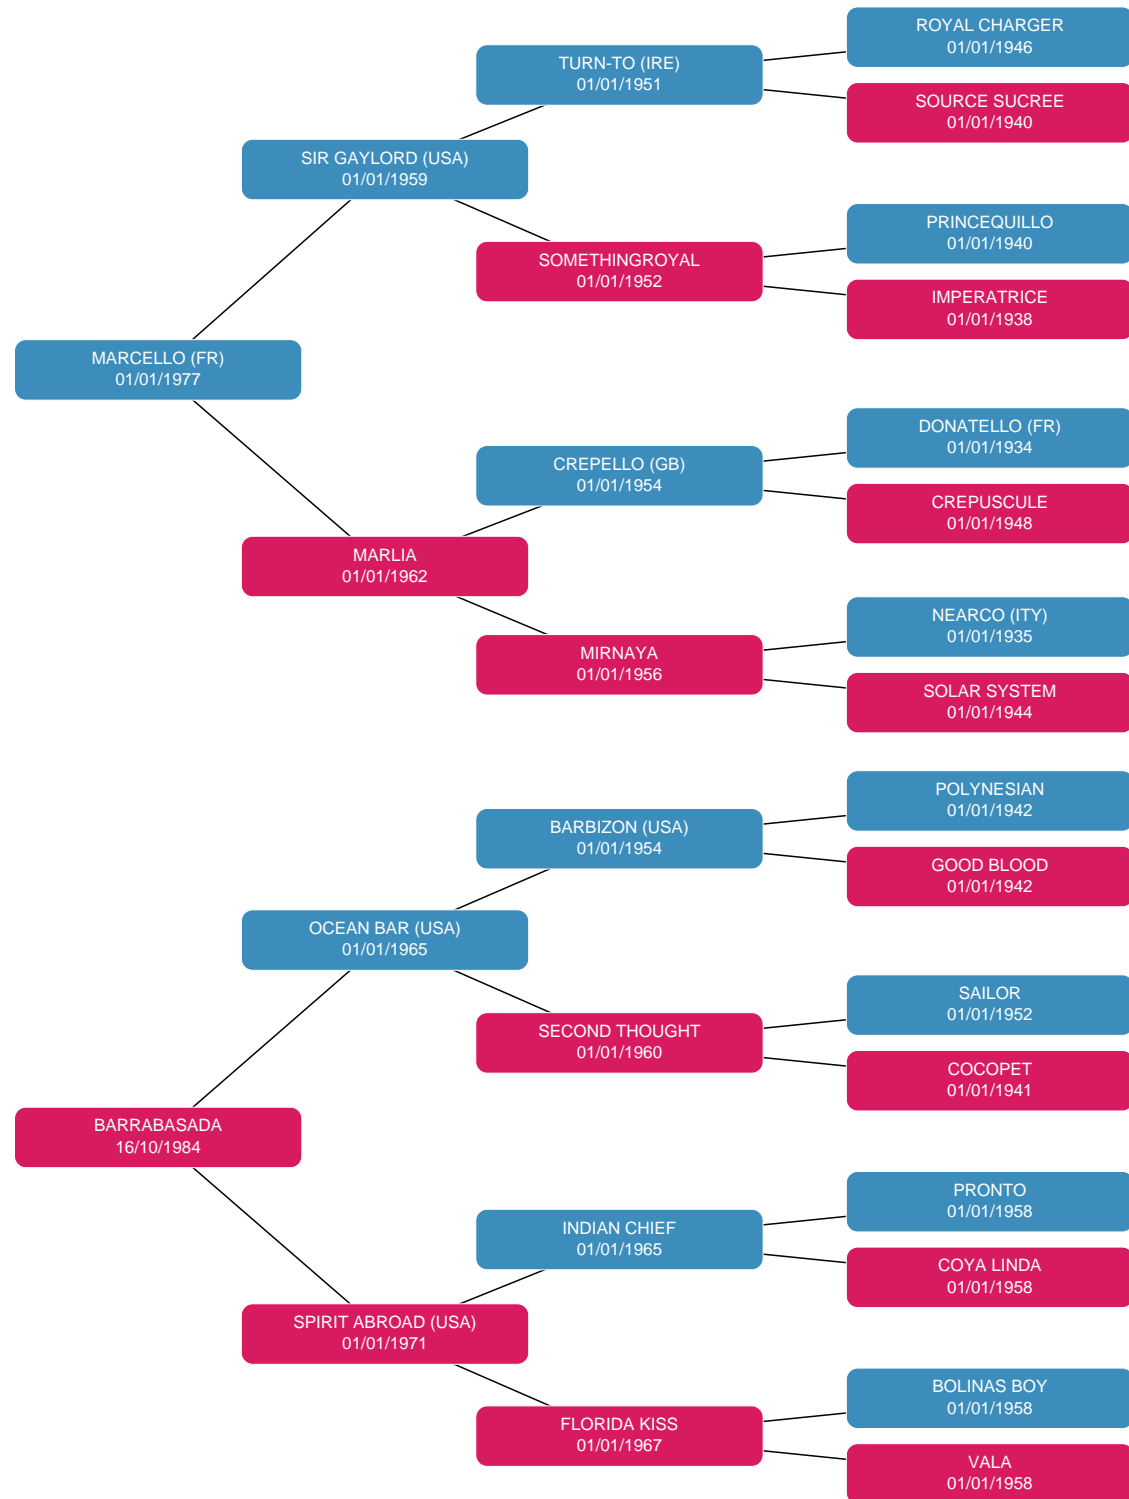 ROYAL CHARGER
01/01/1946
TURN-TO (IRE)
01/01/1951
SOURCE SUCREE
01/01/1940
SIR GAYLORD (USA)
01/01/1959
PRINCEQUILLO
01/01/1940
SOMETHINGROYAL
01/01/1952
IMPERATRICE
01/01/1938
MARCELLO (FR)
01/01/1977
DONATELLO (FR)
01/01/1934
CREPELLO (GB)
01/01/1954
CREPUSCULE
01/01/1948
MARLIA
01/01/1962
NEARCO (ITY)
01/01/1935
MIRNAYA
01/01/1956
SOLAR SYSTEM
01/01/1944
POLYNESIAN
01/01/1942
BARBIZON (USA)
01/01/1954
GOOD BLOOD
01/01/1942
OCEAN BAR (USA)
01/01/1965
SAILOR
01/01/1952
SECOND THOUGHT
01/01/1960
COCOPET
01/01/1941
BARRABASADA
16/10/1984
PRONTO
01/01/1958
INDIAN CHIEF
01/01/1965
COYA LINDA
01/01/1958
SPIRIT ABROAD (USA)
01/01/1971
BOLINAS BOY
01/01/1958
FLORIDA KISS
01/01/1967
VALA
01/01/1958